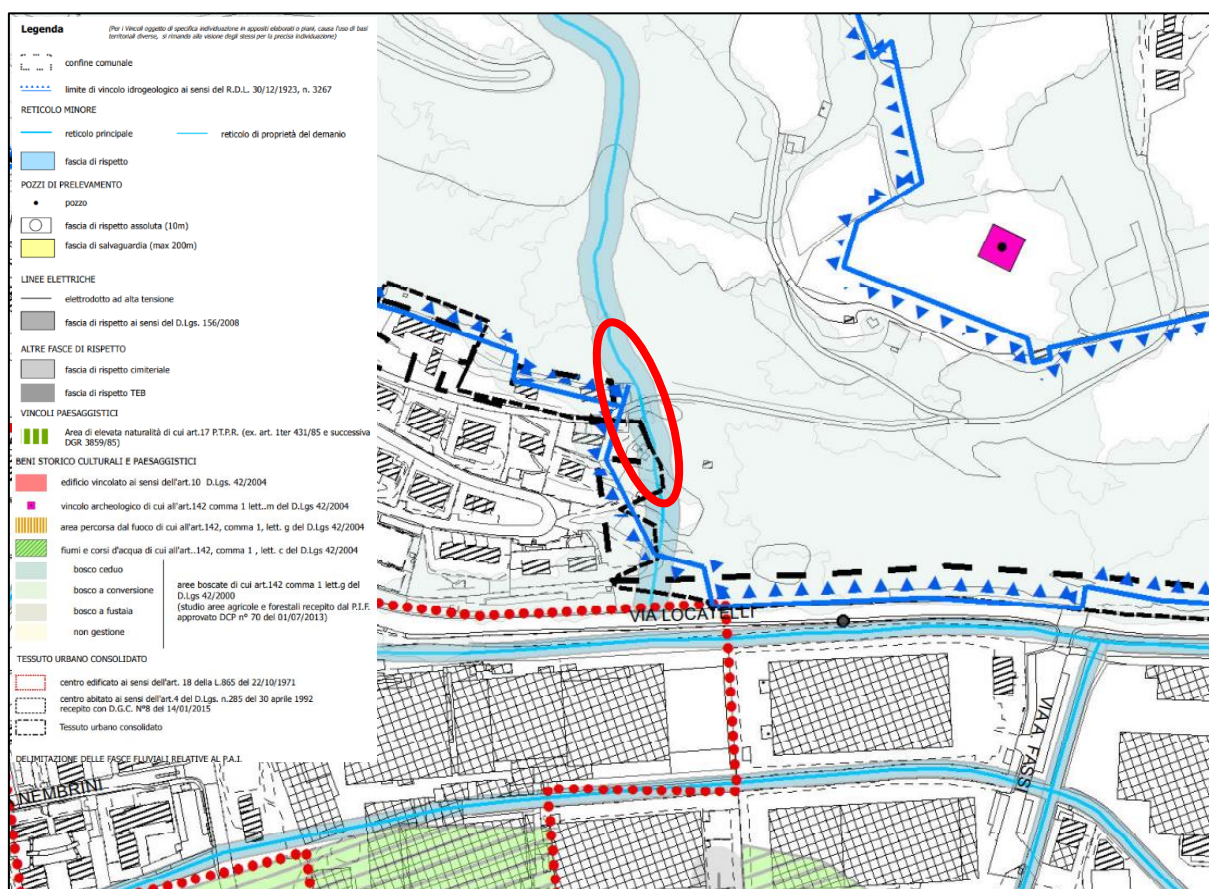 Legenda
(Per i Vincoli oggetto di specifica individuazione in appositi elaborati o piani, causa l'uso di basi
territoriali diverse, si rimanda alla visione degli stessi per la precisa individuazione)
confine comunale
limite di vincolo idrogeologico ai sensi del R.D.L. 30/12/1923, n. 3267
RETICOLO MINORE
reticolo principale
reticolo di proprietà del demanio
fascia di rispetto
POZZI DI PRELEVAMENTO
pozzo
fascia di rispetto assoluta (10m)
fascia di salvaguardia (max 200m)
LINEE ELETTRICHE
elettrodotto ad alta tensione
fascia di rispetto ai sensi del D.Lgs. 156/2008
ALTRE FASCE DI RISPETTO
fascia di rispetto cimiteriale
fascia di rispetto TEB
VINCOLI PAESAGGISTICI
Area di elevata naturalità di cui art.17 P.T.P.R. (ex. art. 1ter 431/85 e successiva
DGR 3859/85)
BENI STORICO CULTURALI E PAESAGGISTICI
edificio vincolato ai sensi dell'art.10 D.Lgs. 42/2004
vincolo archeologico di cui all'art.142 comma 1 lett..m del D.Lgs 42/2004
area percorsa dal fuoco di cui all'art.142, comma 1, lett. g del D.Lgs 42/2004
fiumi e corsi d'acqua di cui all'art..142, comma 1 , lett. c del D.Lgs 42/2004
bosco ceduo
bosco a conversione
bosco a fustaia
non gestione
aree boscate di cui art.142 comma 1 lett.g del
D.Lgs 42/2000
(studio aree agricole e forestali recepito dal P.I.F.
approvato DCP n° 70 del 01/07/2013)
TESSUTO URBANO CONSOLIDATO
centro edificato ai sensi dell'art. 18 della L.865 del 22/10/1971
centro abitato ai sensi dell'art.4 del D.Lgs. n.285 del 30 aprile 1992
recepito con D.G.C. N°8 del 14/01/2015
Tessuto urbano consolidato
DELIMITAZIONE DELLE FASCE FLUVIALI RELATIVE AL P.A.I.
VIA LOCATELLI
VIA A. FASSI
NEMBRINI